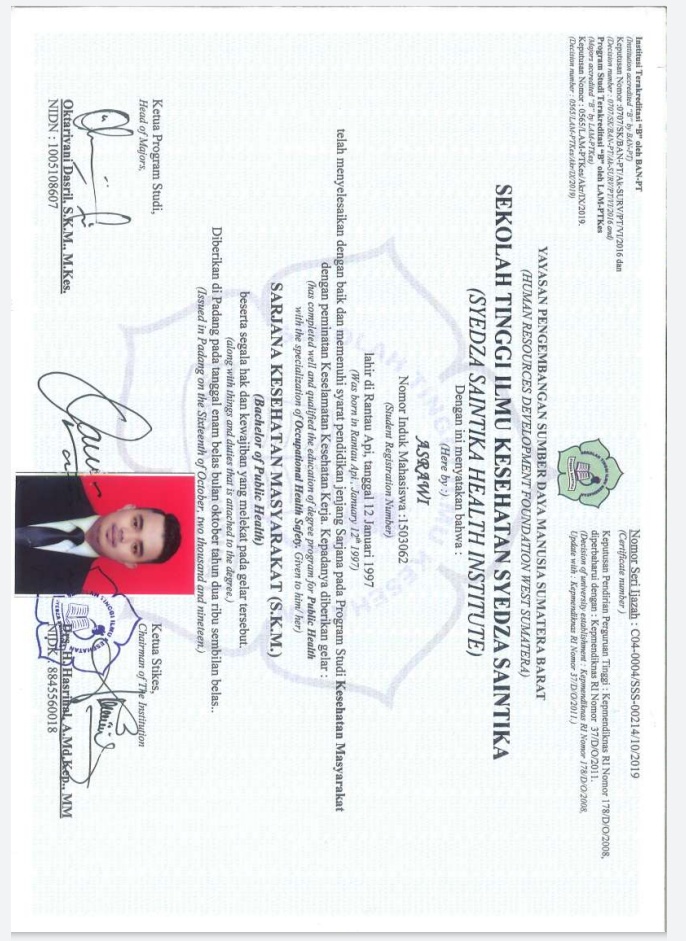 Institusi Terakreditasi "B" oleh BAN-PT
(Institution accredited "B" by BAN-PT)
Keputusan Nomor :0707/SK/BAN-PT/Ak-SURV/PT/VI/2016 dan
(Decision number : 0707/SK/BAN-PT/Ak-SURV/PT/VI/2016 and)
Program Studi Terakreditasi "B" oleh LAM-PTKes
(Majors accredited "B" by LAM-PTKes)
Keputusan Nomor : 0565/LAM-PTKes/Akr/IX/2019.
(Decision number : 0565/LAM-PTKes/Akr/IX/2019)
Nomor Seri Ijazah : C04-0004/SSS-00214/10/2019
(Certificate number )
Keputusan Pendirian Perguruan Tinggi : Kepmendiknas RI Nomor 178/D/O/2008,
diperbaharui dengan : Kepmendiknas RI Nomor 37/D/O/2011.
(Decision of university establishment : Kepmendiknas RI Nomor 178/D/O/2008,
Update with : Kepmendiknas RI Nomor 37/D/O/2011.)
YAYASAN PENGEMBANGAN SUMBER DAYA MANUSIA SUMATERA BARAT
(HUMAN RESOURCES DEVELOPMENT FOUNDATION WEST SUMATERA)
SEKOLAH TINGGI ILMU KESEHATAN SYEDZA SAINTIKA
(SYEDZA SAINTIKA HEALTH INSTITUTE)
Dengan ini menyatakan bahwa :
(Here by :)
ASRAWI
Nomor Induk Mahasiswa :1503062
(Student Registration Number)
lahir di Rantau Api, tanggal 12 Januari 1997
(Was born in Rantau Api, January 12th 1997)
telah menyelesaikan dengan baik dan memenuhi syarat pendidikan jenjang Sarjana pada Program Studi Kesehatan Masyarakat
dengan peminatan Keselamatan Kesehatan Kerja. Kepadanya diberikan gelar :
(has completed well and qualified the education of degree program for Public Health
with the specialization of Occupational Health Safety, Given to him/ her)
SARJANA KESEHATAN MASYARAKAT (S.K.M.)
(Bachelor of Public Health)
beserta segala hak dan kewajiban yang melekat pada gelar tersebut.
(along with things and duties that is attached to the degree.)
Diberikan di Padang pada tanggal enam belas bulan oktober tahun dua ribu sembilan belas..
(Issued in Padang on the Sixteenth of October, two thousand and nineteen.)
Ketua Program Studi,
Head of Majors,
Oktariyani Dasril, S.K.M., M.Kes.
NIDN : 1005108607
Ketua Stikes,
Chairman of The Institution
Drs. H. Hasrinal, A.Md.Kep., MM
NIDK : 8845560018